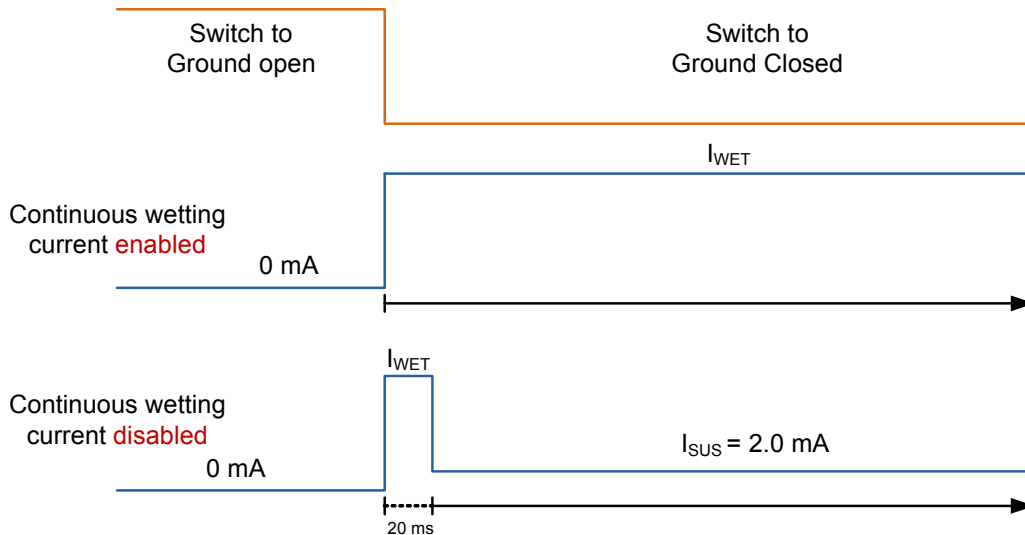 Switch to
Ground open
Switch to
Ground Closed
IWET
Continuous wetting
current enabled
0 mA
IWET
Continuous wetting
current disabled
0 mA
ISUS = 2.0 mA
20 ms